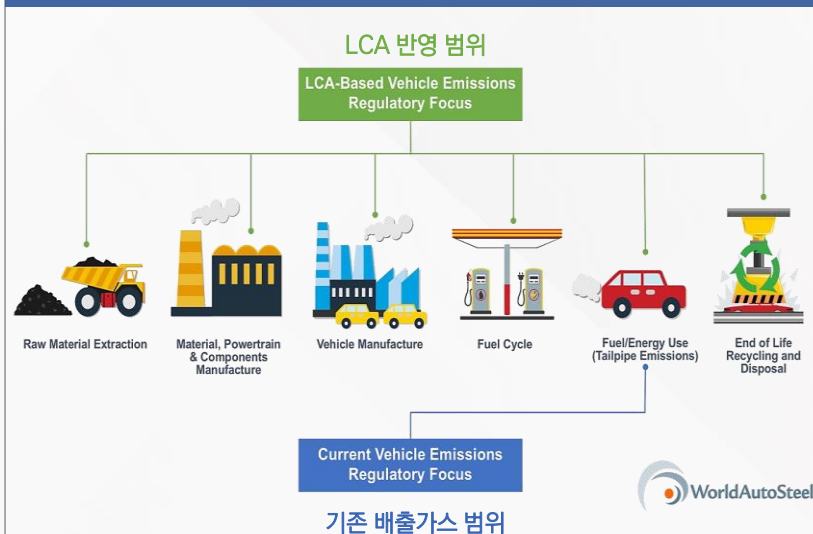 LCA 반영 범위
LCA-Based Vehicle Emissions
Regulatory Focus
Raw Material Extraction
Material, Powertrain
& Components
Manufacture
Vehicle Manufacture
Fuel Cycle
Fuel/Energy Use
(Tailpipe Emissions)
End of Life
Recycling and
Disposal
Current Vehicle Emissions
Regulatory Focus
WorldAutoSteel
기존 배출가스 범위